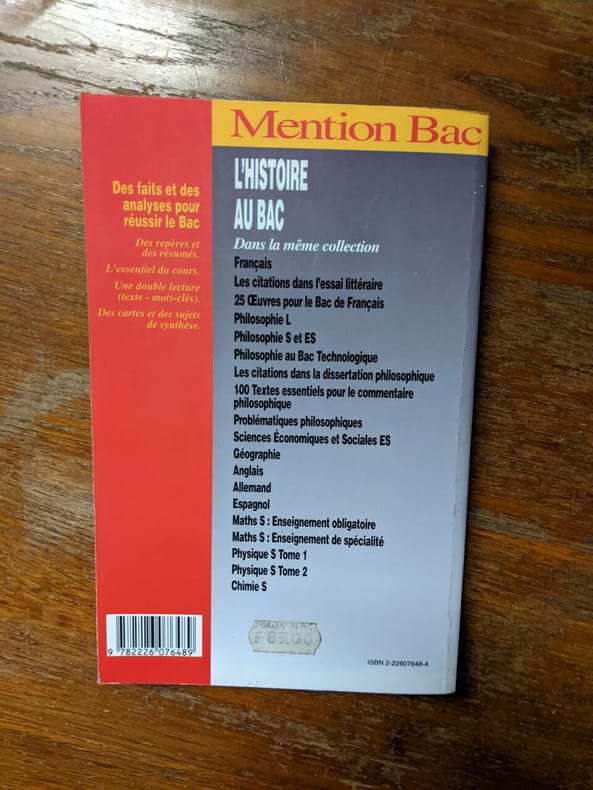 Mention Bac
Des faits et des
analyses pour
réussir le Bac
Des repères et
des résumés.
L'essentiel du cours.
Une double lecture
(texte - mots-clés).
Des cartes et des sujets
de synthèse.
L'HISTOIRE
AU BAC
Dans la même collection
Français
Les citations dans l'essai littéraire
25 Œuvres pour le Bac de Français
Philosophie L
Philosophie S et ES
Philosophie au Bac Technologique
Les citations dans la dissertation philosophique
100 Textes essentiels pour le commentaire
philosophique
Problématiques philosophiques
Sciences Économiques et Sociales ES
Géographie
Anglais
Allemand
Espagnol
Maths S : Enseignement obligatoire
Maths S : Enseignement de spécialité
Physique S Tome 1
Physique S Tome 2
Chimie S
9 782226 076489
ISBN 2-22607648-4